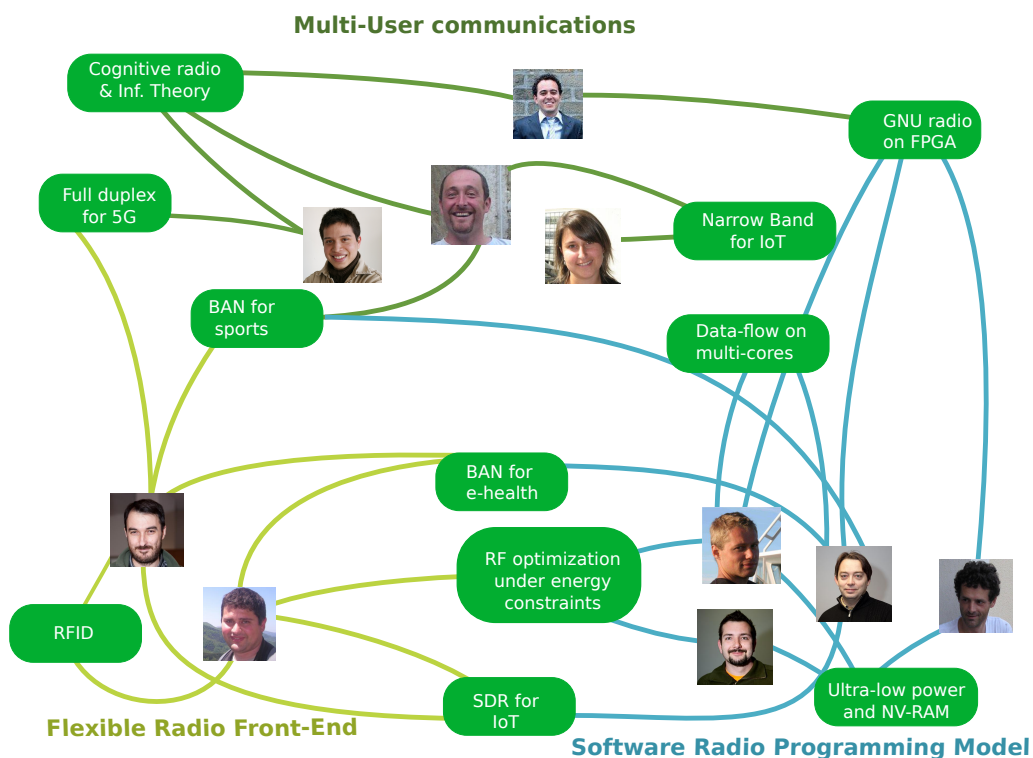 Multi-User communications
Cognitive radio
& Inf. Theory
GNU radio
on FPGA
Full duplex
for 5G
Narrow Band
for IoT
BAN for
sports
Data-flow on
multi-cores
BAN for
e-health
RF optimization
under energy
constraints
RFID
SDR for
IoT
Ultra-low power
and NV-RAM
Flexible Radio Front-End
Software Radio Programming Model